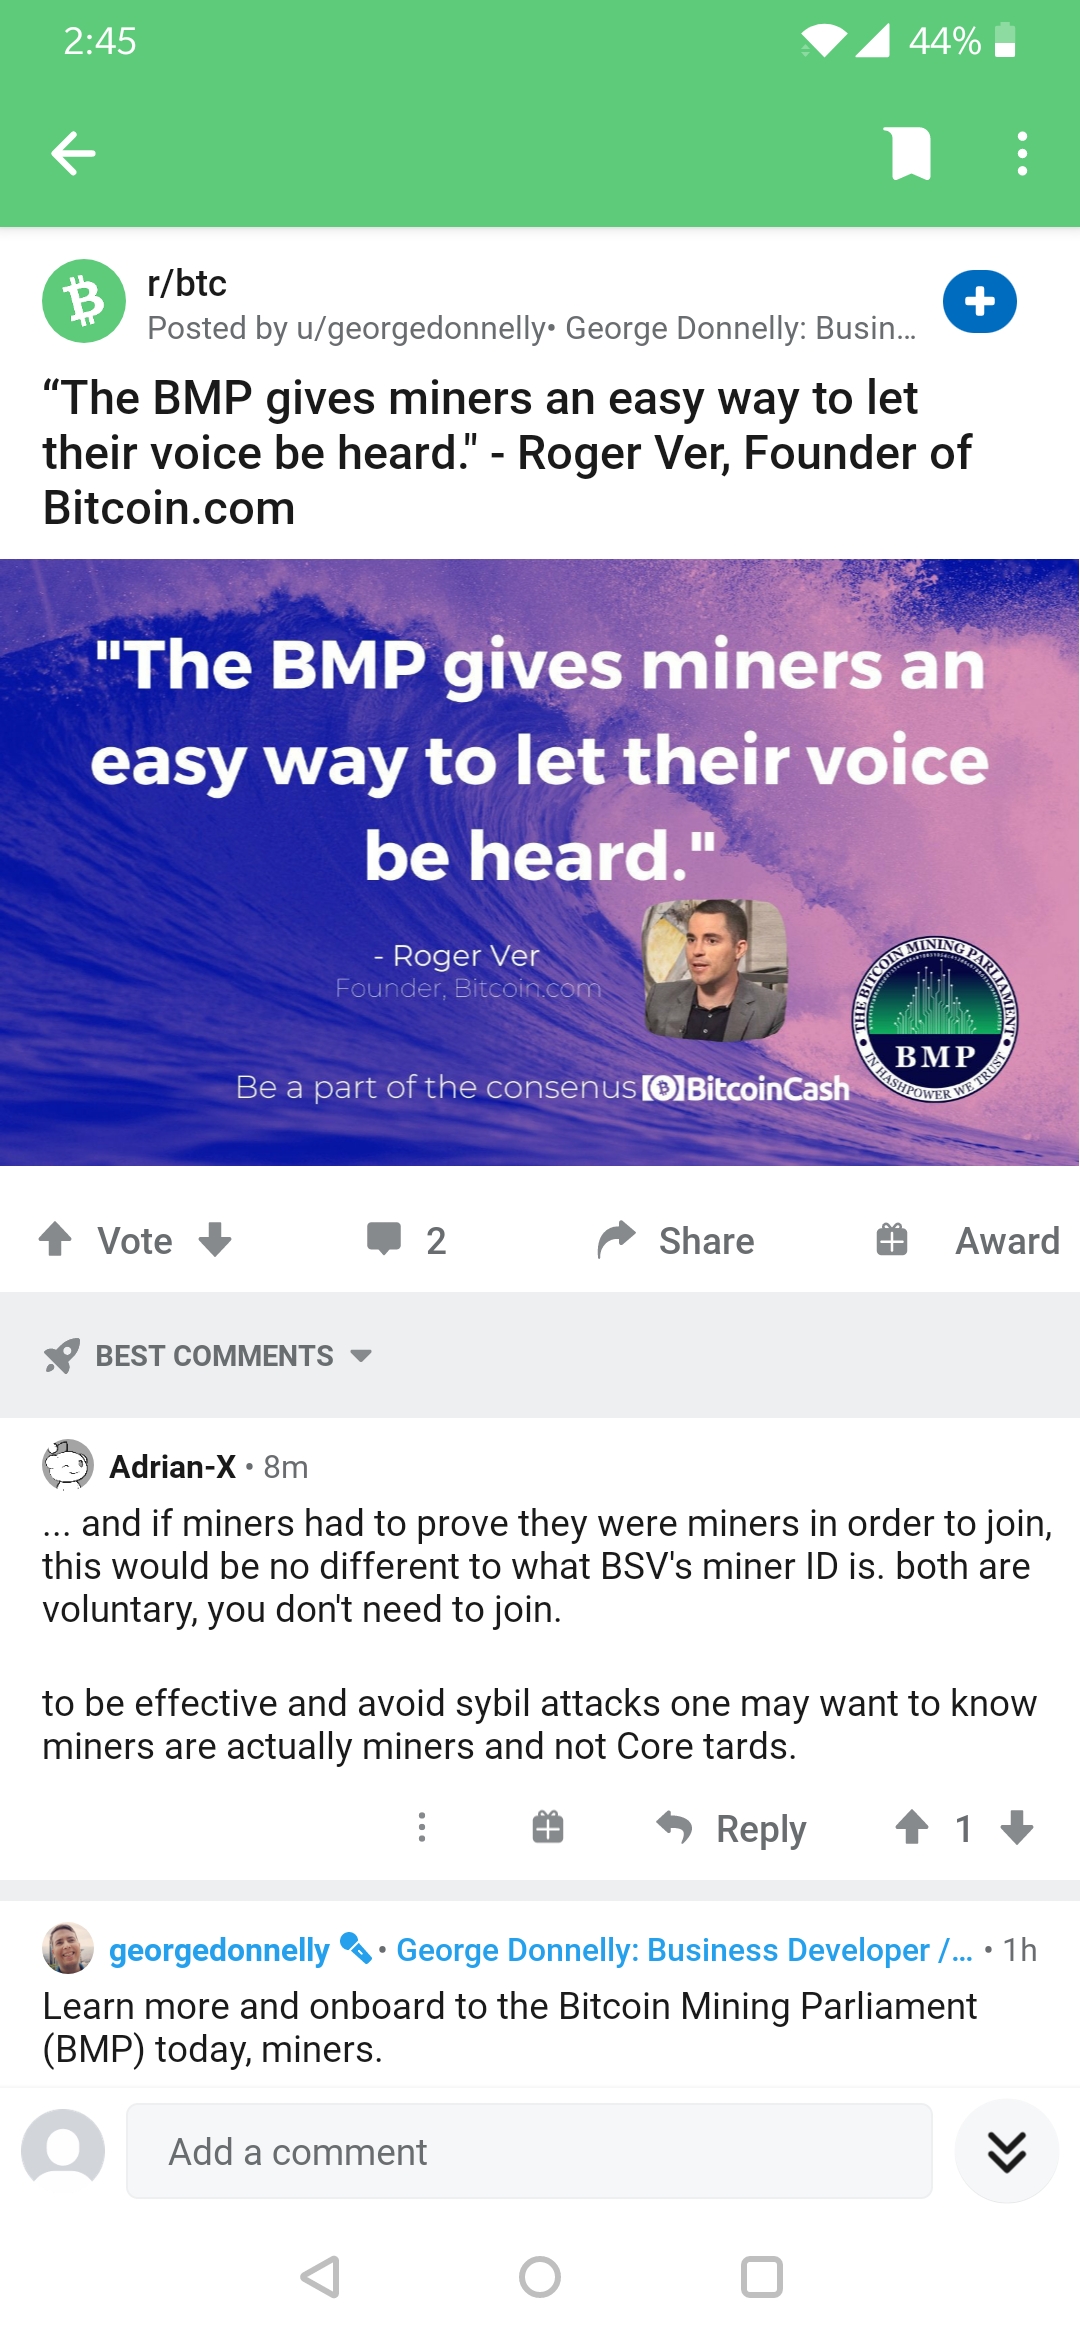 2:45
44%
r/btc
Posted by u/georgedonnelly• George Donnelly: Busin...
“The BMP gives miners an easy way to let
their voice be heard." - Roger Ver, Founder of
Bitcoin.com
"The BMP gives miners an
easy way to let their voice
be heard."
- Roger Ver
Founder, Bitcoin.com
THE BITCOIN MINING PARLIAMENT
BMP
IN HASHPOWER WE TRUST
Be a part of the consenus BitcoinCash
Vote
2
Share
Award
BEST COMMENTS
Adrian-X • 8m
... and if miners had to prove they were miners in order to join,
this would be no different to what BSV's miner ID is. both are
voluntary, you don't need to join.
to be effective and avoid sybil attacks one may want to know
miners are actually miners and not Core tards.
Reply
1
georgedonnelly • George Donnelly: Business Developer /... • 1h
Learn more and onboard to the Bitcoin Mining Parliament
(BMP) today, miners.
Add a comment